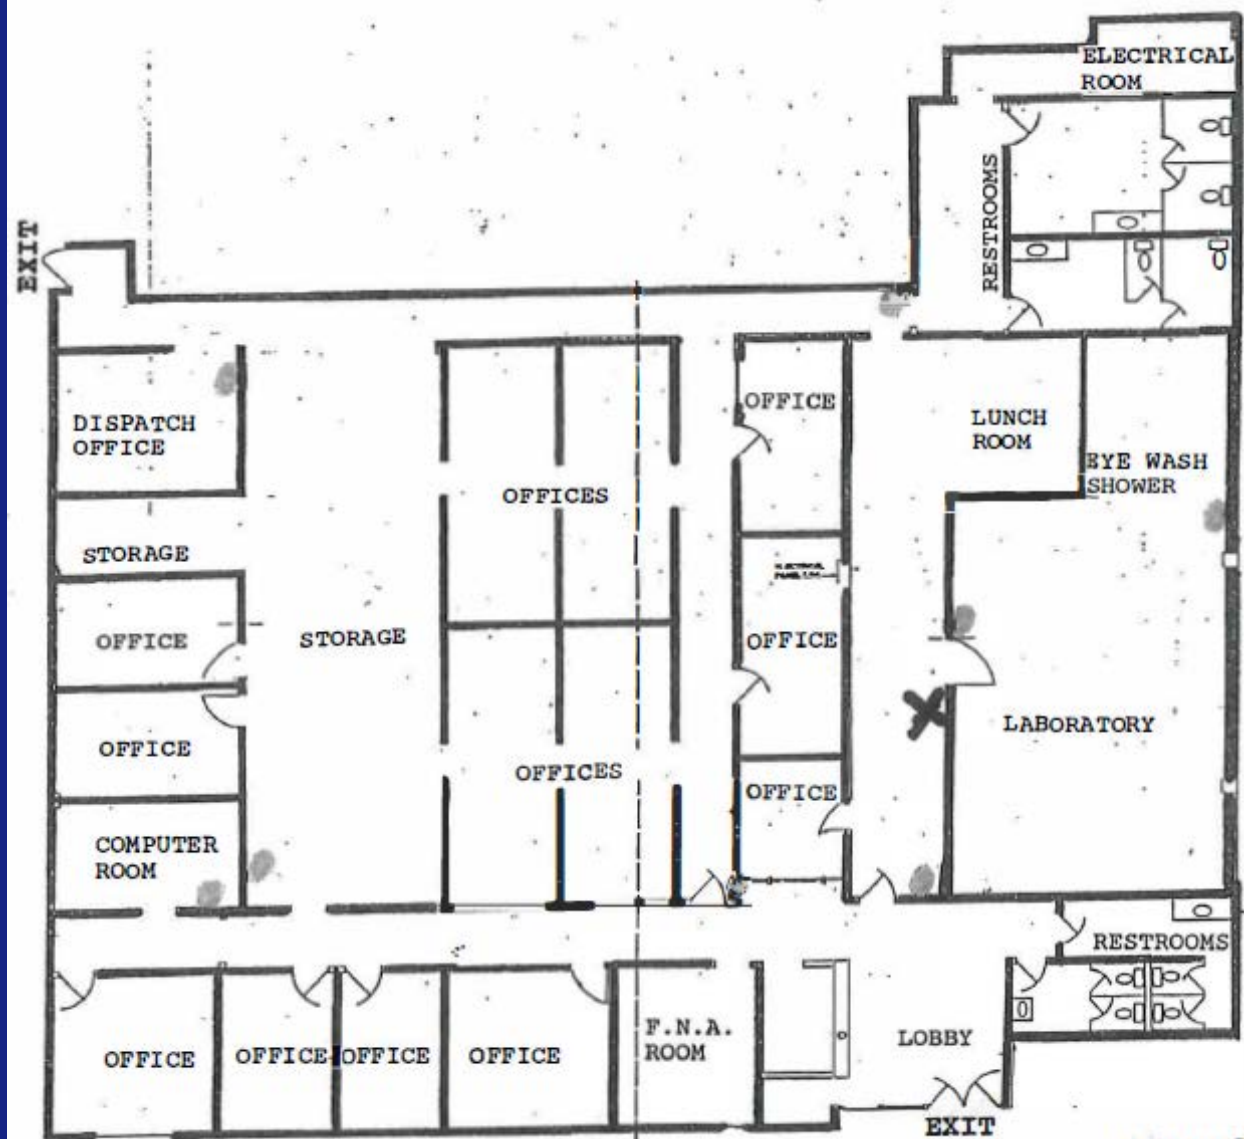 ELECTRICAL
ROOM
RESTROOMS
EXIT
OFFICE
DISPATCH
OFFICE
LUNCH
ROOM
EYE WASH
SHOWER
OFFICES
STORAGE
OFFICE
STORAGE
OFFICE
LABORATORY
OFFICE
OFFICES
OFFICE
COMPUTER
ROOM
RESTROOMS
F.N.A.
ROOM
LOBBY
OFFICE
OFFICE
OFFICE
OFFICE
EXIT